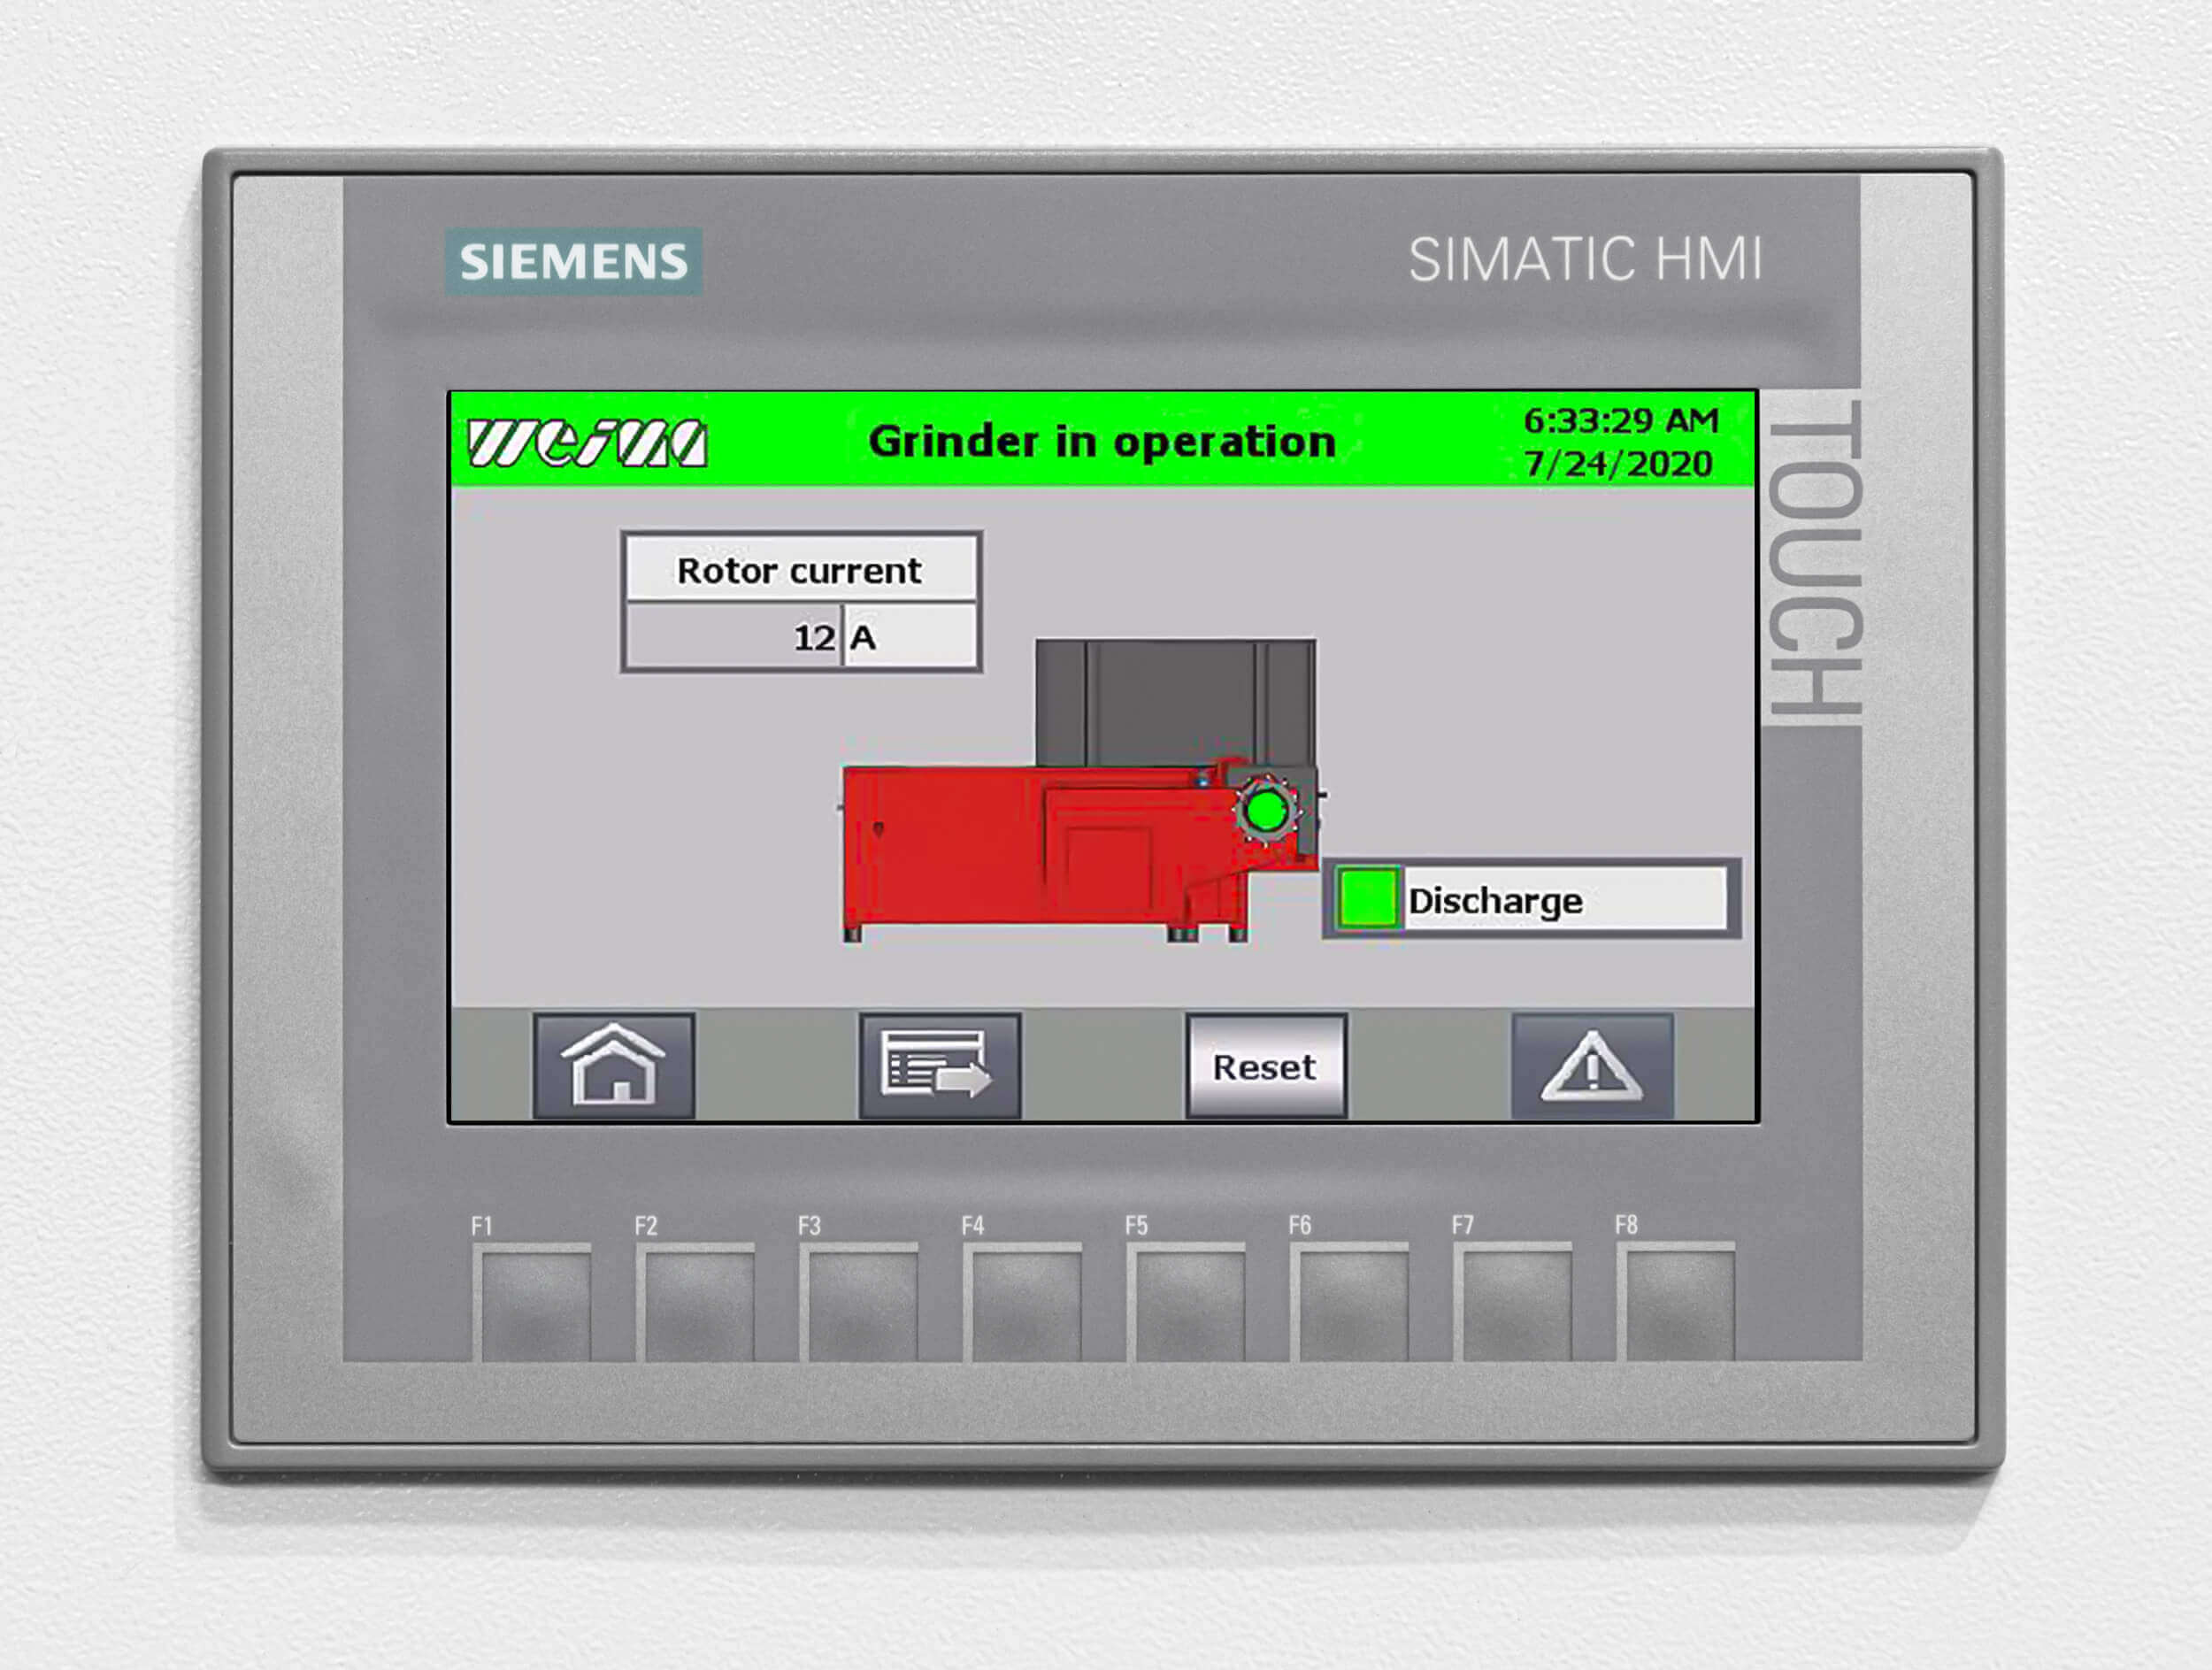 SIEMENS
SIMATIC HMI
TOUCH
weima
Grinder in operation
6:33:29 AM
7/24/2020
Rotor current
12 A
Discharge
Reset
F1 F2 F3 F4 F5 F6 F7 F8